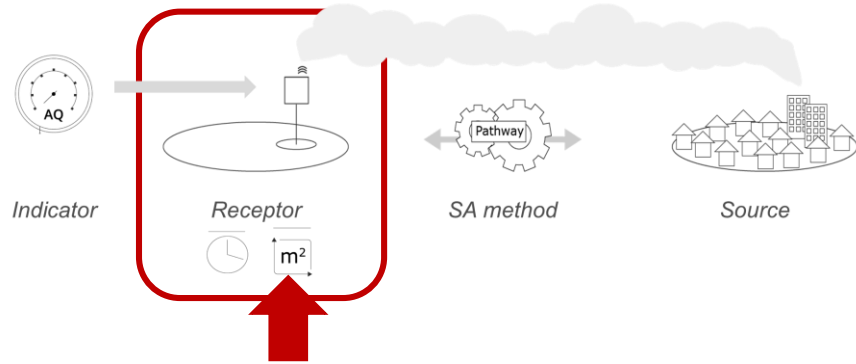 AQ
Pathway
Indicator
Receptor
SA method
Source
m²